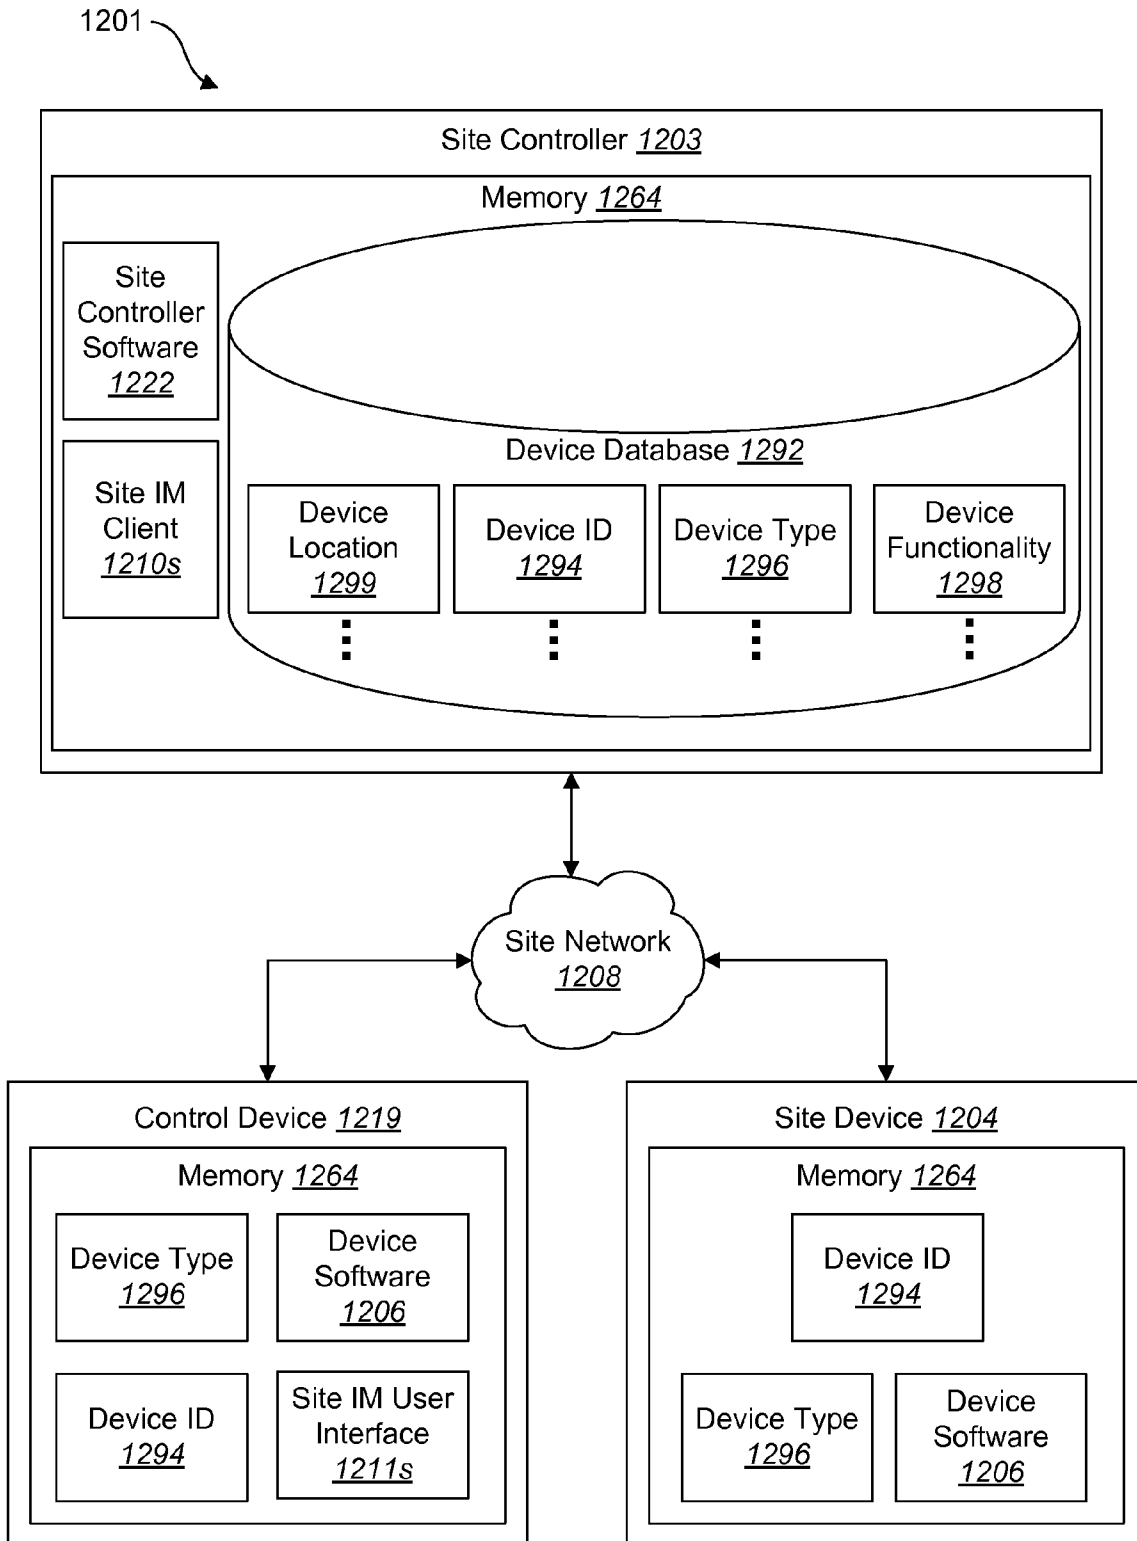 1201
Site Controller 1203
Memory 1264
Site
Controller
Software
1222
Site IM
Client
1210s
Device Database 1292
Device
Location
1299
Device ID
1294
Device Type
1296
Device
Functionality
1298
Site Network
1208
Control Device 1219
Memory 1264
Device Type
1296
Device
Software
1206
Device ID
1294
Site IM User
Interface
1211s
Site Device 1204
Memory 1264
Device ID
1294
Device Type
1296
Device
Software
1206